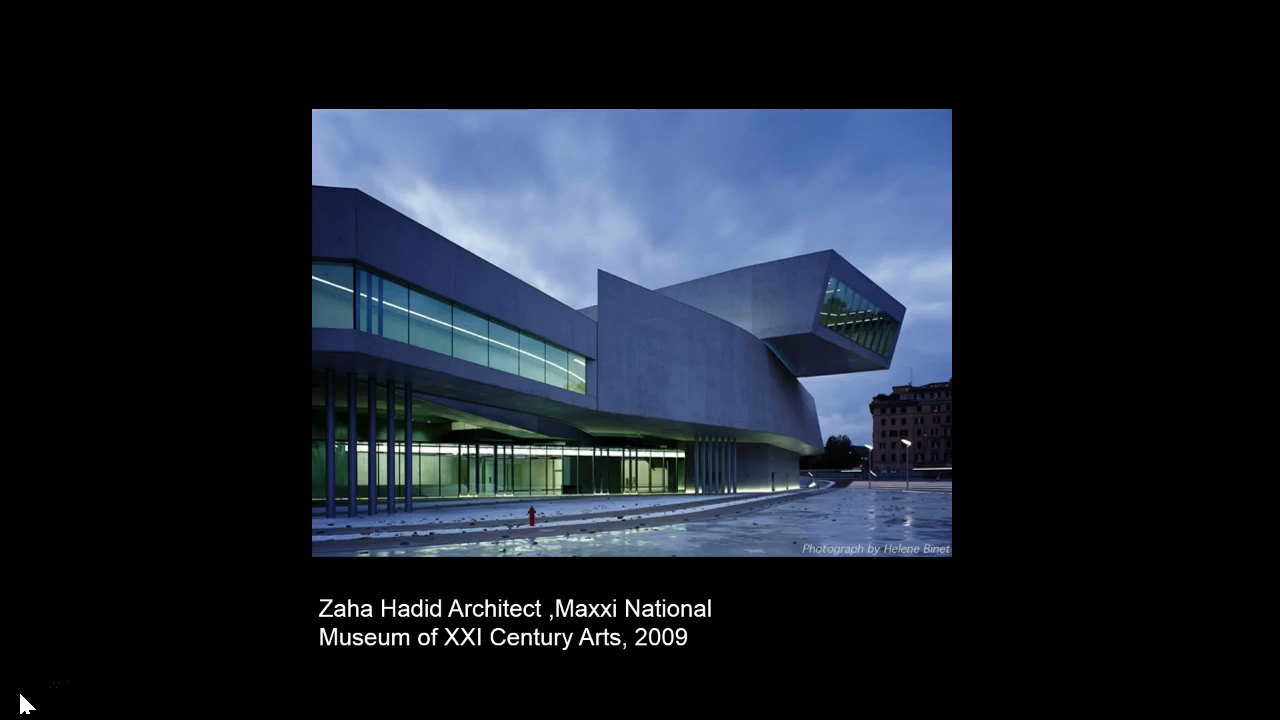 Photograph by Helene Binet
Zaha Hadid Architect ,Maxxi National
Museum of XXI Century Arts, 2009